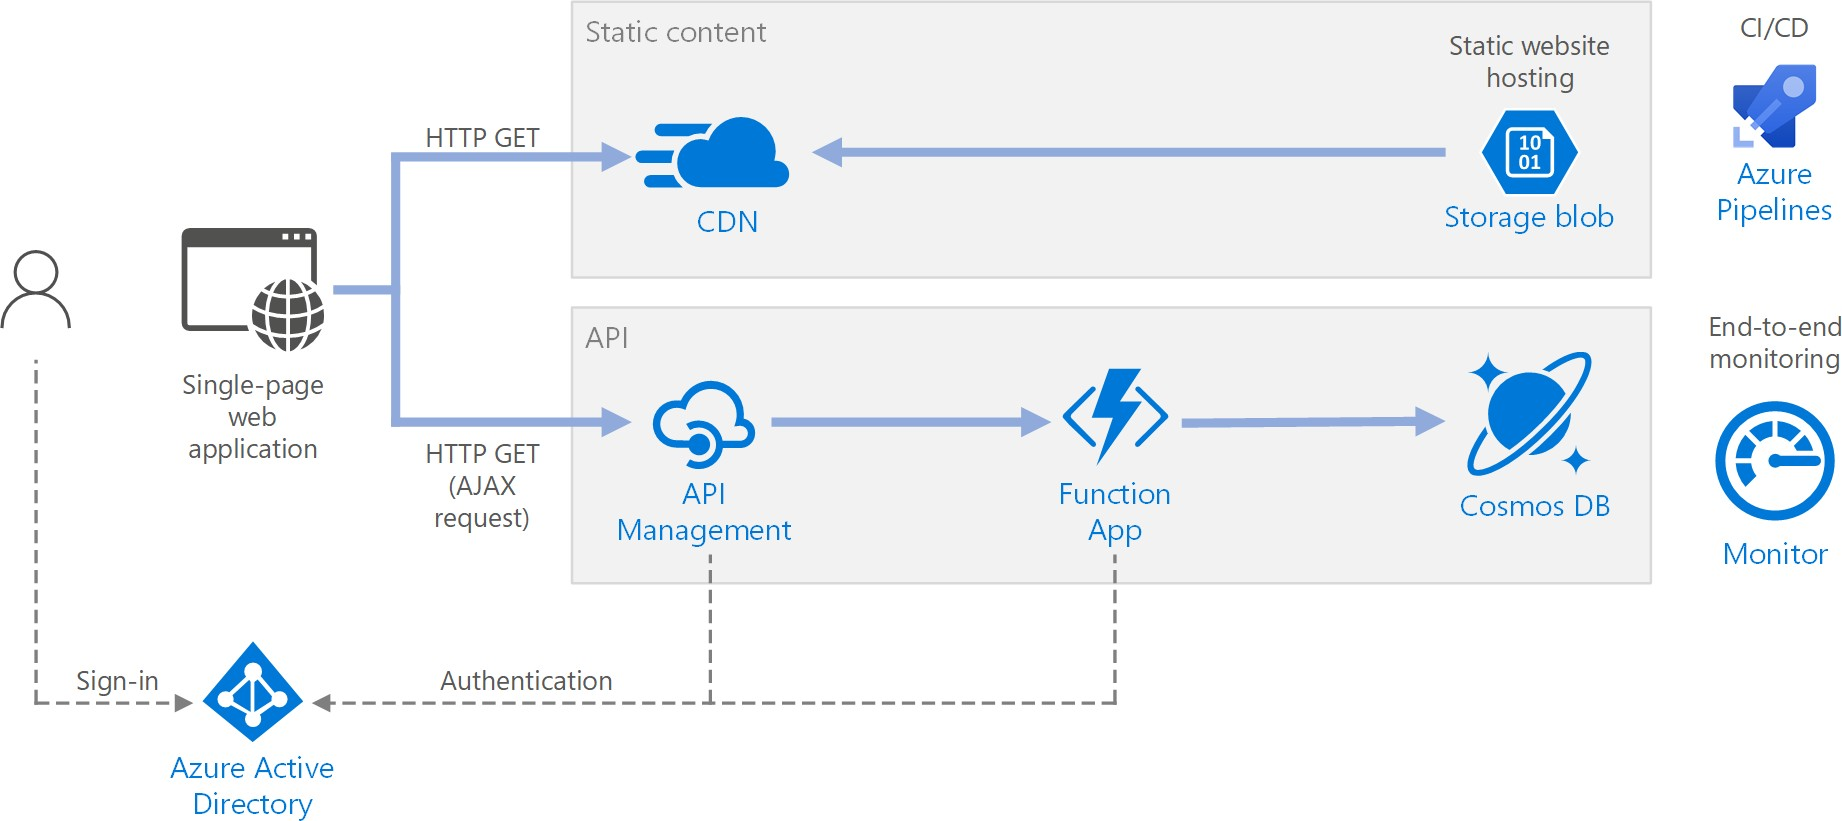 Static content
Static website
hosting
CI/CD
HTTP GET
10
01
CDN
Storage blob
Azure
Pipelines
Single-page
web
application
API
HTTP GET
(AJAX
request)
API
Management
Function
App
Cosmos DB
End-to-end
monitoring
Monitor
Sign-in
Authentication
Azure Active
Directory